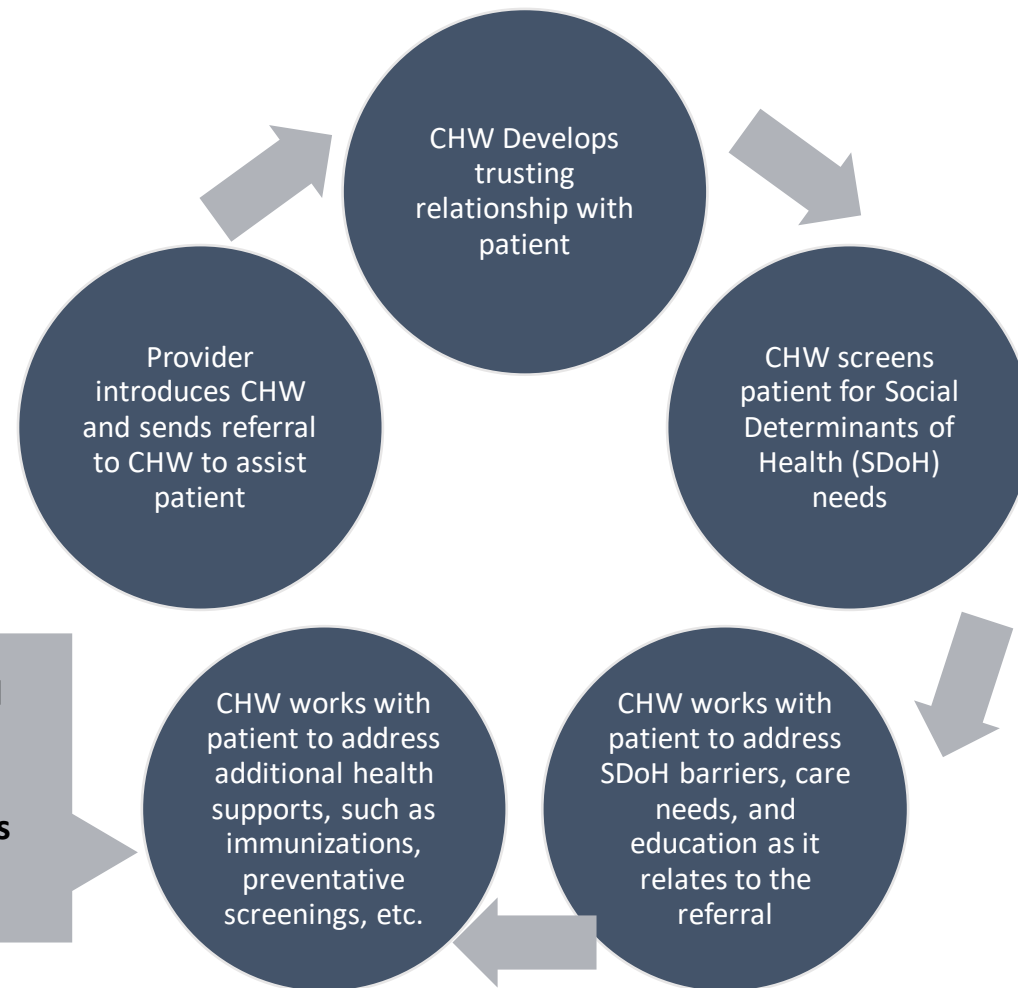 CHW Develops
trusting
relationship with
patient
CHW screens
patient for Social
Determinants of
Health (SDoH)
needs
CHW works with
patient to address
SDoH barriers, care
needs, and
education as it
relates to the
referral
CHW works with
patient to address
additional health
supports, such as
immunizations,
preventative
screenings, etc.
Provider
introduces CHW
and sends referral
to CHW to assist
patient